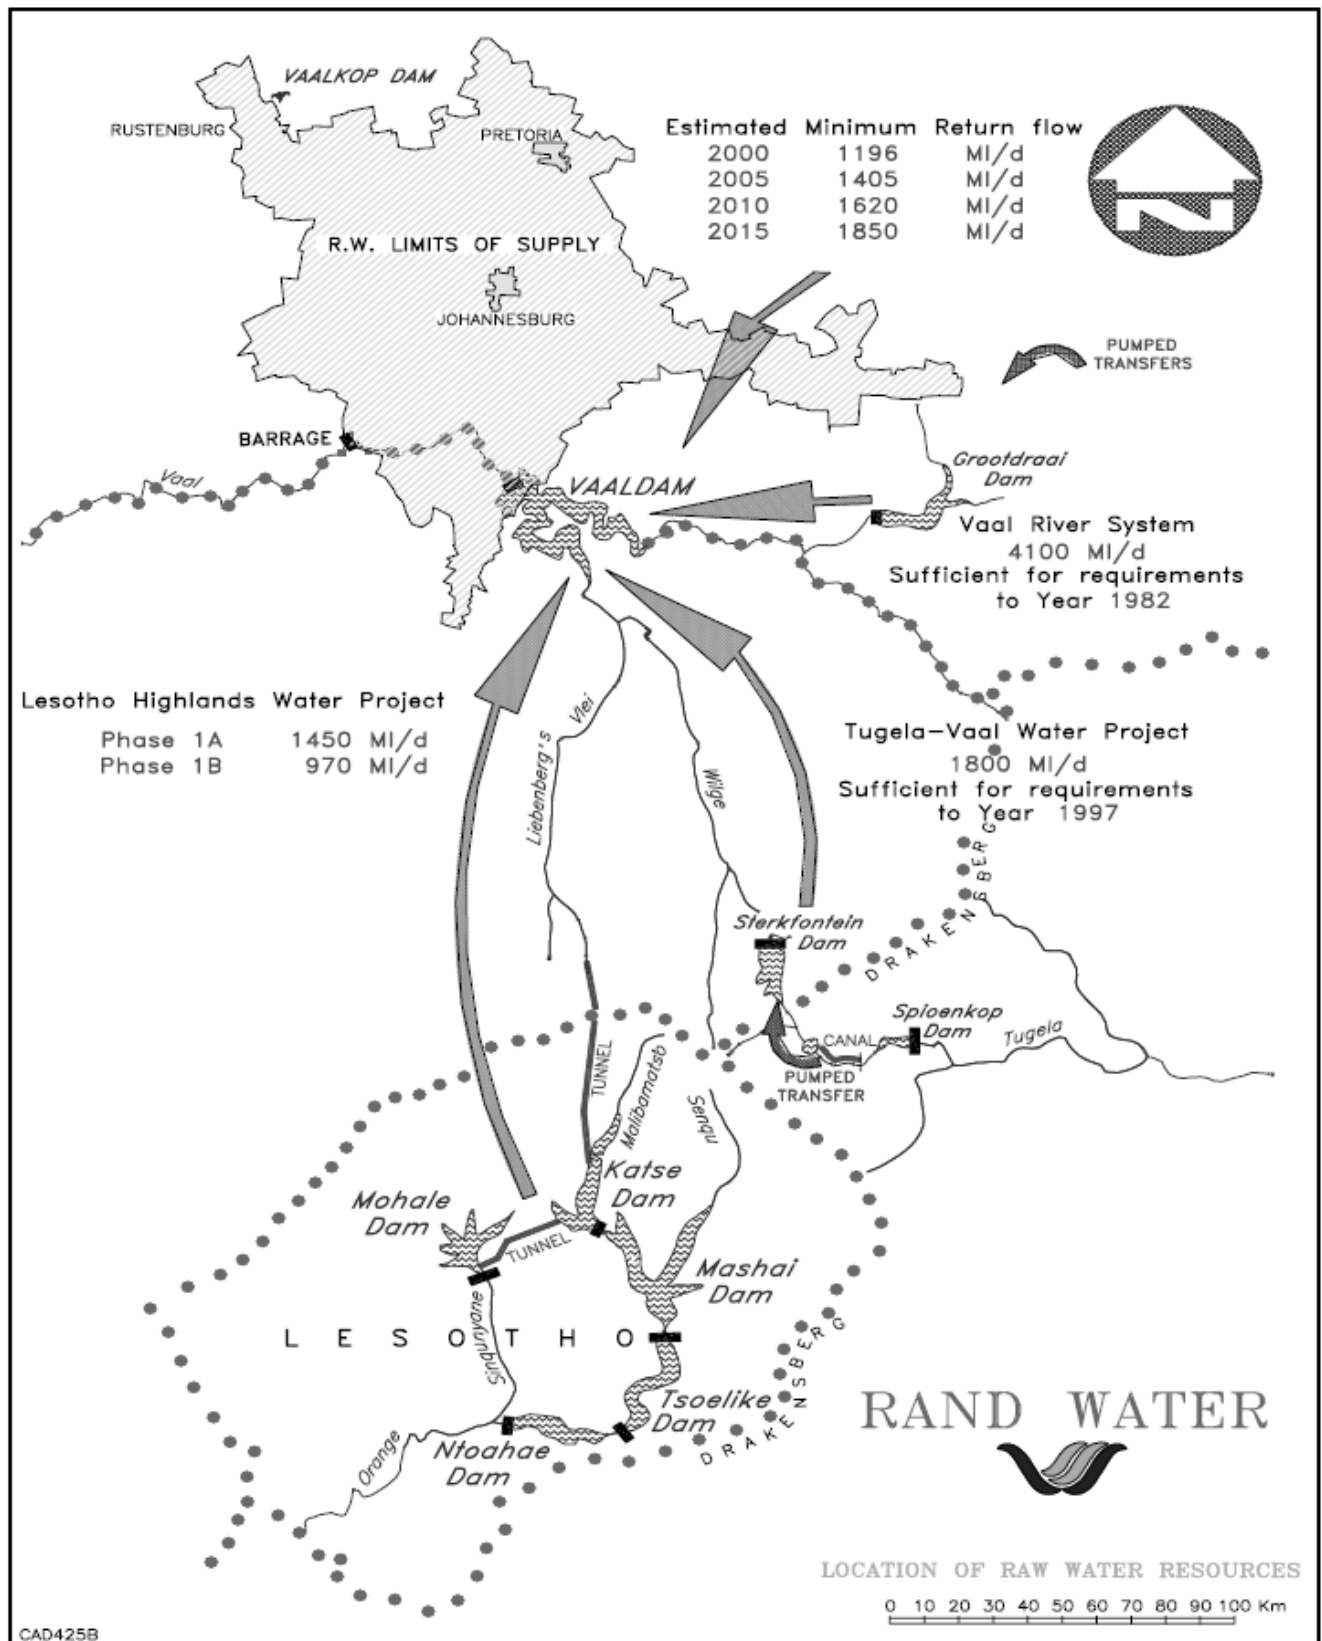 VAALKOP DAM
RUSTENBURG
PRETORIA
Estimated Minimum Return flow
2000 1196 Ml/d
2005 1405 Ml/d
2010 1620 Ml/d
2015 1850 Ml/d
N
R.W. LIMITS OF SUPPLY
JOHANNESBURG
PUMPED
TRANSFERS
BARRAGE
Vaal
VAALDAM
Grootdraai
Dam
Vaal River System
4100 Ml/d
Sufficient for requirements
to Year 1982
Lesotho Highlands Water Project
Phase 1A 1450 Ml/d
Phase 1B 970 Ml/d
Liebenberg's Vlei
Wilge
Tugela-Vaal Water Project
1800 Ml/d
Sufficient for requirements
to Year 1997
DRAKENSBERG
Sterkfontein
Dam
Spioenkop
Dam
CANAL
Tugela
PUMPED
TRANSFER
TUNNEL
Malibamatsb
Senqu
Katse
Dam
Mohale
Dam
TUNNEL
Mashai
Dam
LESOTHO
Sinqunyane
Tsoelike
Dam
DRAKENSBERG
Ntoahae
Dam
Orange
RAND WATER
LOCATION OF RAW WATER RESOURCES
0 10 20 30 40 50 60 70 80 90 100 Km
CAD425B